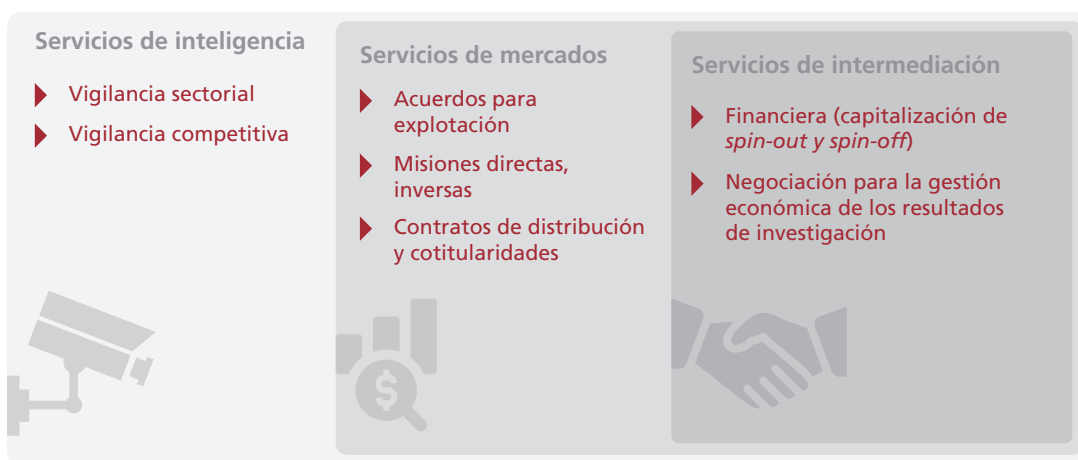 Servicios de inteligencia
Vigilancia sectorial
Vigilancia competitiva
Servicios de mercados
Acuerdos para
explotación
Misiones directas,
inversas
Contratos de distribución
y cotitularidades
$
Servicios de intermediación
Financiera (capitalización de
spin-out y spin-off)
Negociación para la gestión
económica de los resultados
de investigación